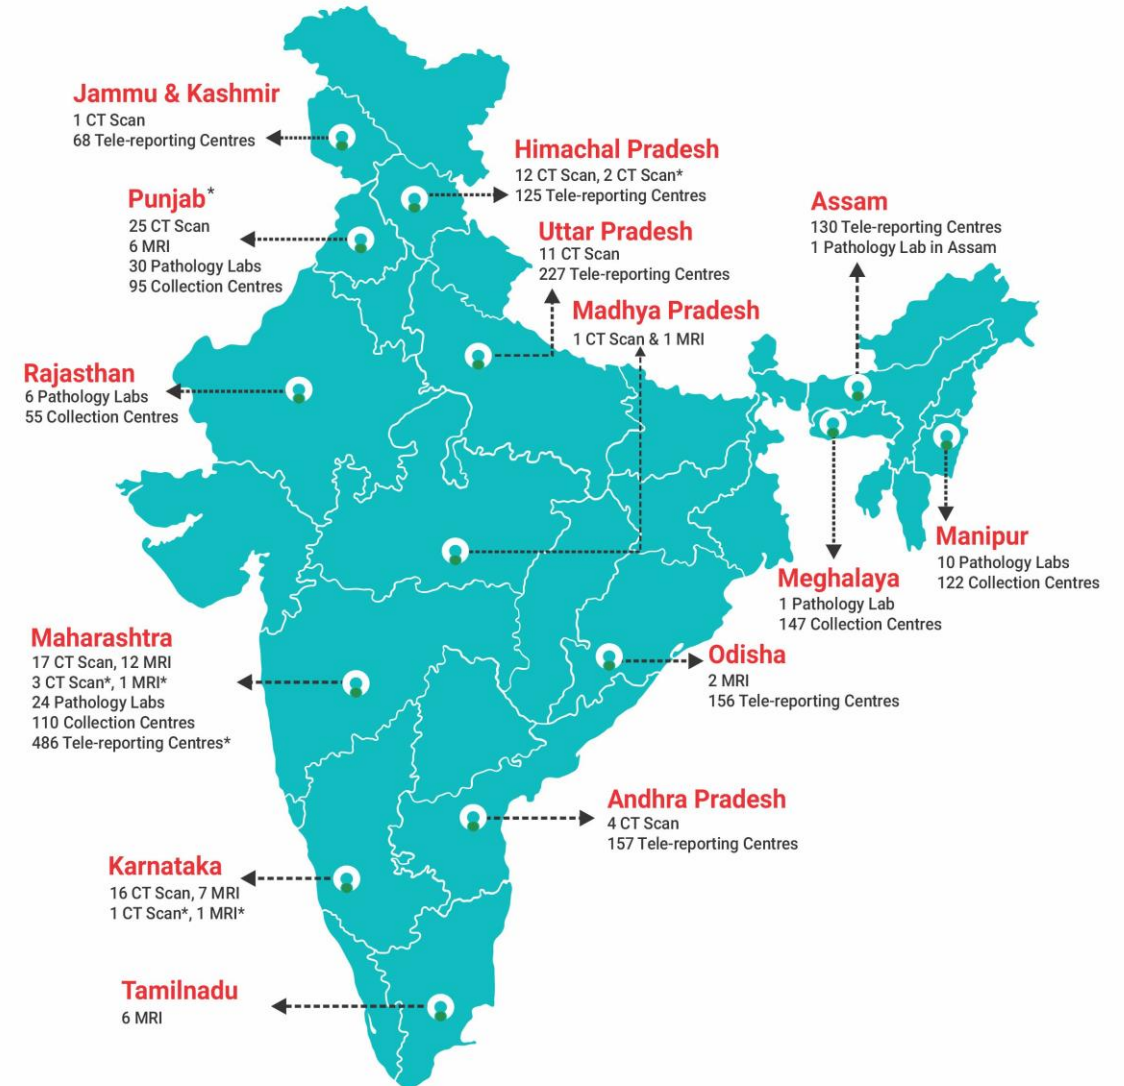 Jammu & Kashmir
1 CT Scan
68 Tele-reporting Centres
Himachal Pradesh
12 CT Scan, 2 CT Scan*
125 Tele-reporting Centres
Punjab*
25 CT Scan
6 MRI
30 Pathology Labs
95 Collection Centres
Uttar Pradesh
11 CT Scan
227 Tele-reporting Centres
Assam
130 Tele-reporting Centres
1 Pathology Lab in Assam
Madhya Pradesh
1 CT Scan & 1 MRI
Rajasthan
6 Pathology Labs
55 Collection Centres
Manipur
10 Pathology Labs
122 Collection Centres
Meghalaya
1 Pathology Lab
147 Collection Centres
Maharashtra
17 CT Scan, 12 MRI
3 CT Scan*, 1 MRI*
24 Pathology Labs
110 Collection Centres
486 Tele-reporting Centres*
Odisha
2 MRI
156 Tele-reporting Centres
Andhra Pradesh
4 CT Scan
157 Tele-reporting Centres
Karnataka
16 CT Scan, 7 MRI
1 CT Scan*, 1 MRI*
Tamilnadu
6 MRI